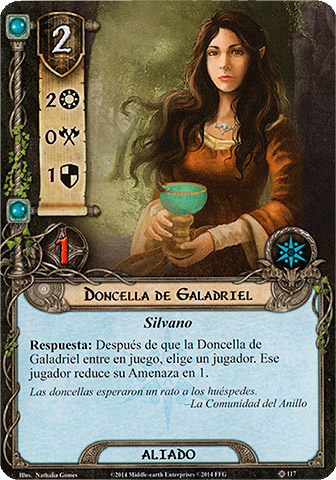 2
2
0
1
1
Doncella de Galadriel
Silvano
Respuesta: Después de que la Doncella de
Galadriel entre en juego, elige un jugador. Ese
jugador reduce su Amenaza en 1.
Las doncellas esperaron un rato a los huéspedes.
–La Comunidad del Anillo
ALIADO
Illus. Nathalia Gomes ©2014 Middle-earth Enterprises ©2014 FFG 117